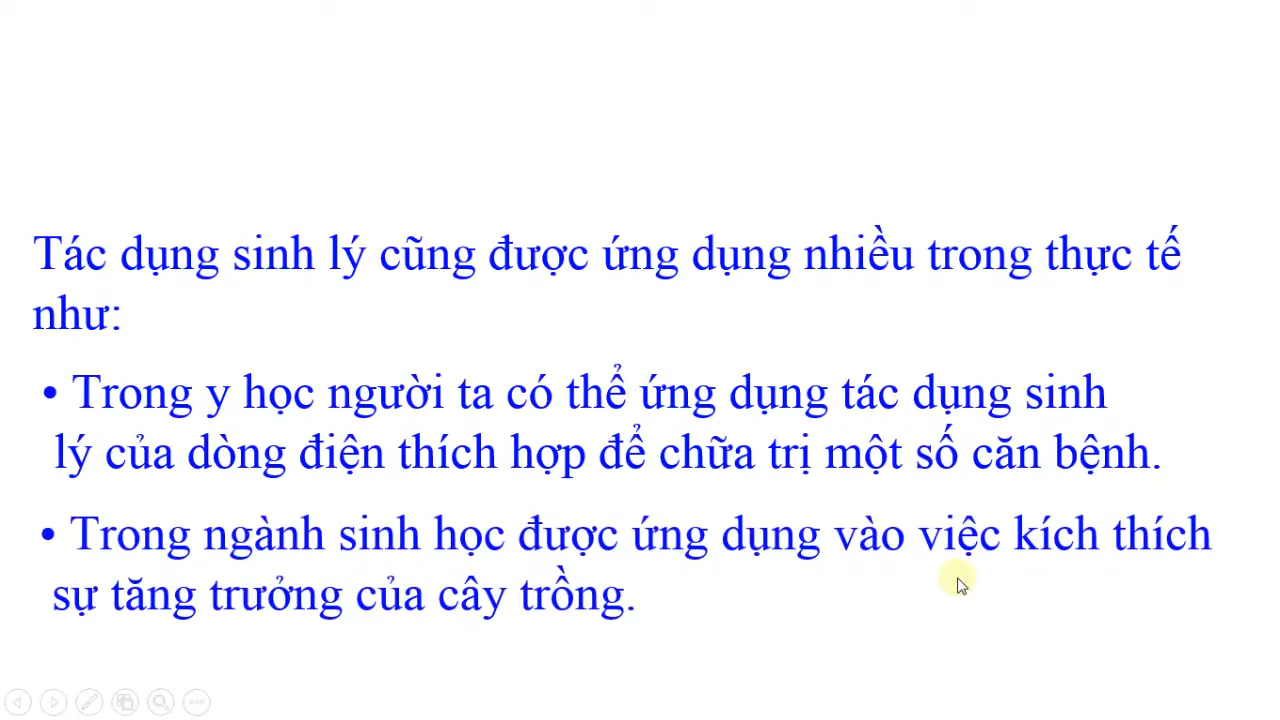 Tác dụng sinh lý cũng được ứng dụng nhiều trong thực tế
như:
• Trong y học người ta có thể ứng dụng tác dụng sinh
lý của dòng điện thích hợp để chữa trị một số căn bệnh.
• Trong ngành sinh học được ứng dụng vào việc kích thích
sự tăng trưởng của cây trồng.